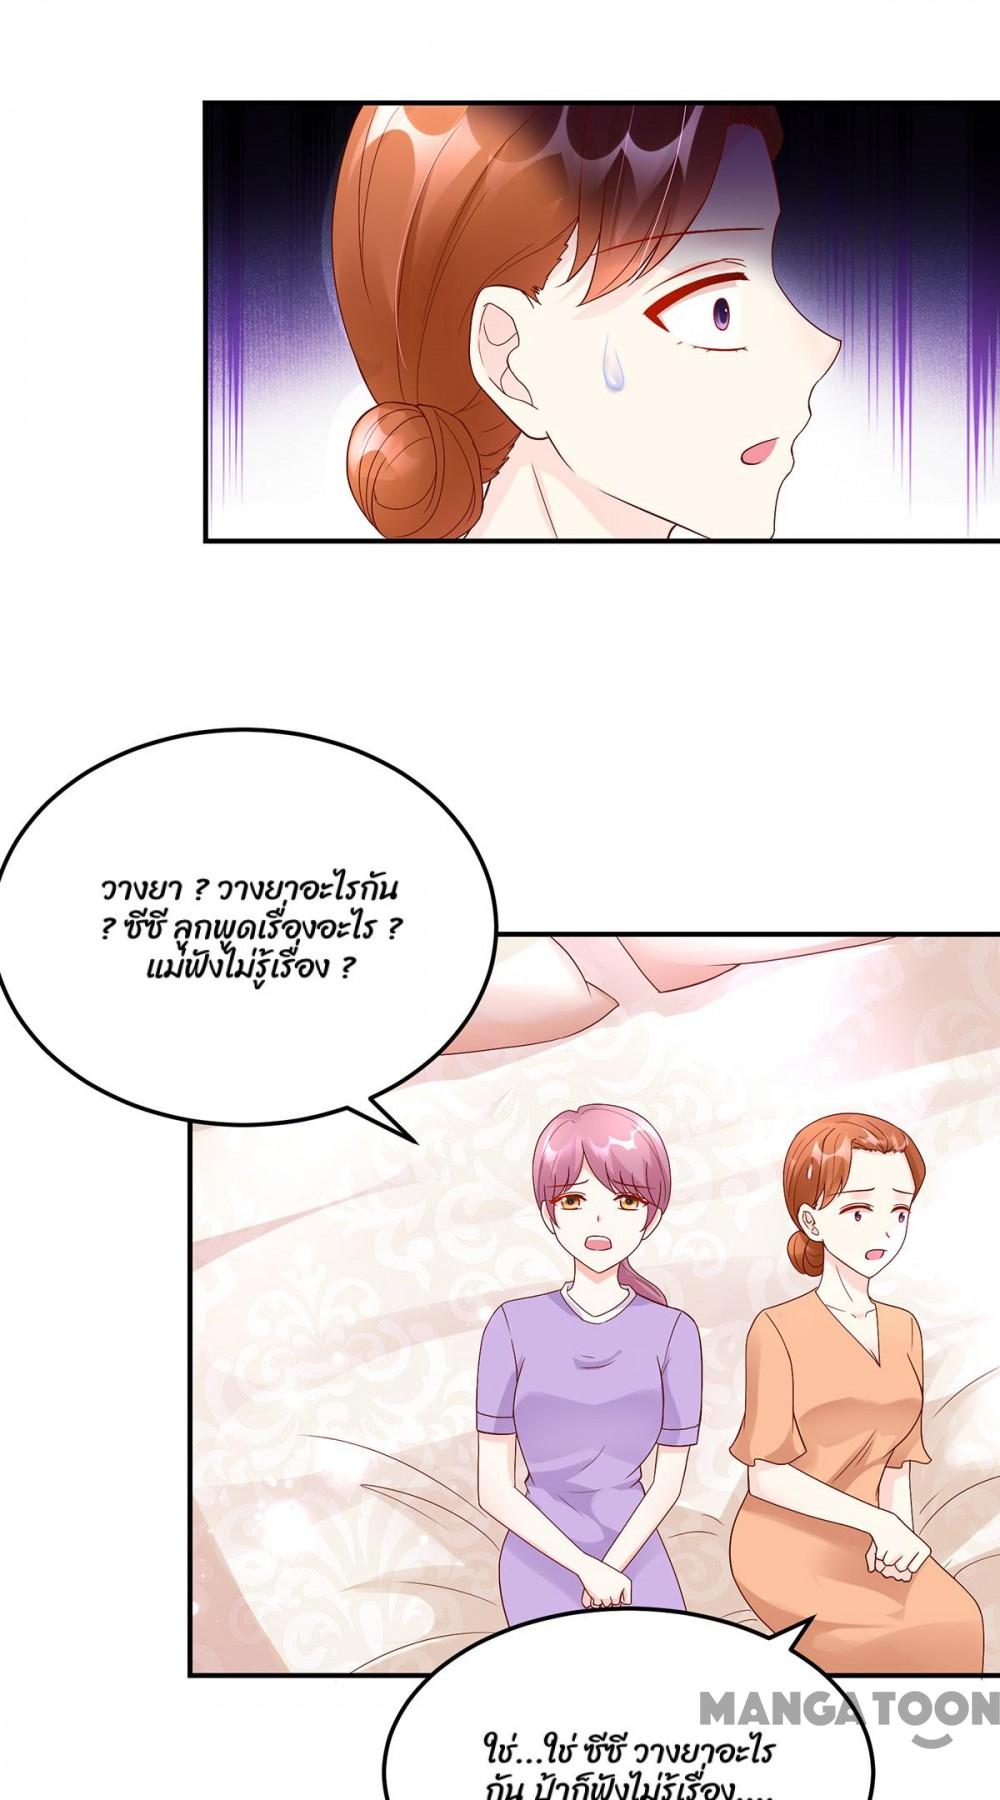 วางยา ? วางยาอะไรกัน
? ซีซี ลูกพูดเรื่องอะไร ?
แม่ฟังไม่รู้เรื่อง ?
MANGATOON
ใช่...ใช่ ซีซี วางยาอะไร
กัน ป้าก็ฟังไม่รู้เรื่อง....